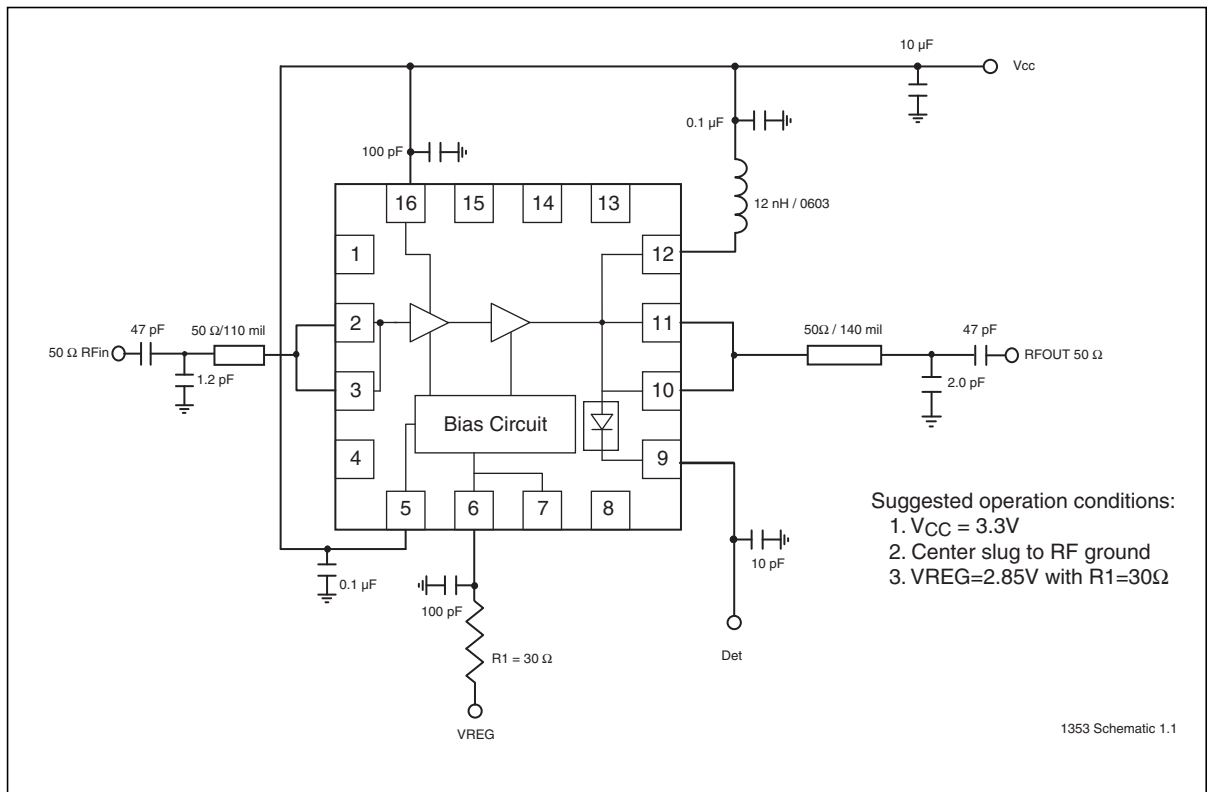 10 µF
Vcc
0.1 µF
100 pF
12 nH / 0603
16 15 14 13
1
12
2
11
3
10
4
9
5 6 7 8
47 pF
50 Ω/110 mil
50 Ω RFin
1.2 pF
50Ω / 140 mil
47 pF
RFOUT 50 Ω
2.0 pF
Bias Circuit
0.1 µF
100 pF
R1 = 30 Ω
VREG
10 pF
Det
Suggested operation conditions:
1. VCC = 3.3V
2. Center slug to RF ground
3. VREG=2.85V with R1=30Ω
1353 Schematic 1.1